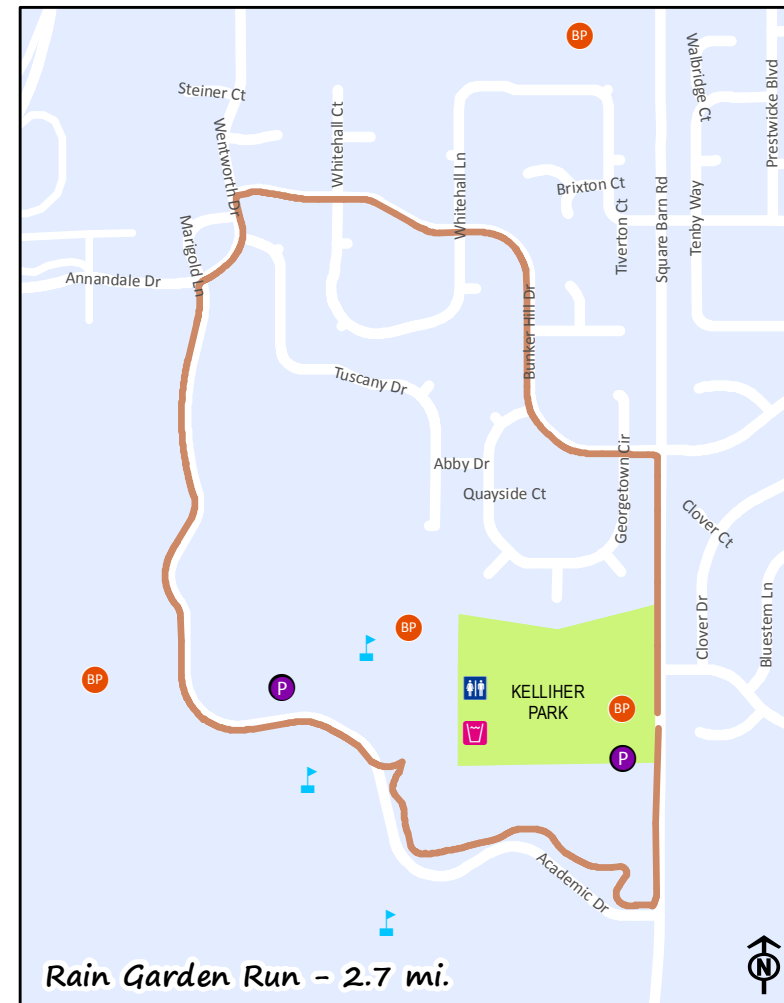 BP
Steiner Ct
Wentworth Dr
Whitehall Ct
Whitehall Ln
Brixton Ct
Tiverton Ct
Square Barn Rd
Walbridge Ct
Tenby Way
Prestwicke Blvd
Marigold Ln
Annandale Dr
Bunker Hill Dr
Tuscany Dr
Abby Dr
Quayside Ct
Georgetown Cir
Clover Ct
Clover Dr
Bluestem Ln
BP
BP
P
KELLIHER
PARK
BP
P
Academic Dr
Rain Garden Run - 2.7 mi.
N